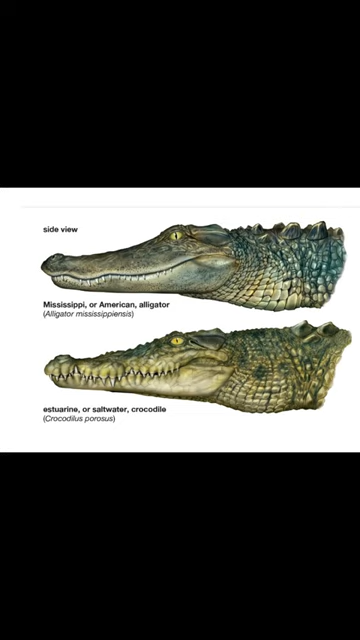 side view
Mississippi, or American, alligator
(Alligator mississippiensis)
estuarine, or saltwater, crocodile
(Crocodilus porosus)